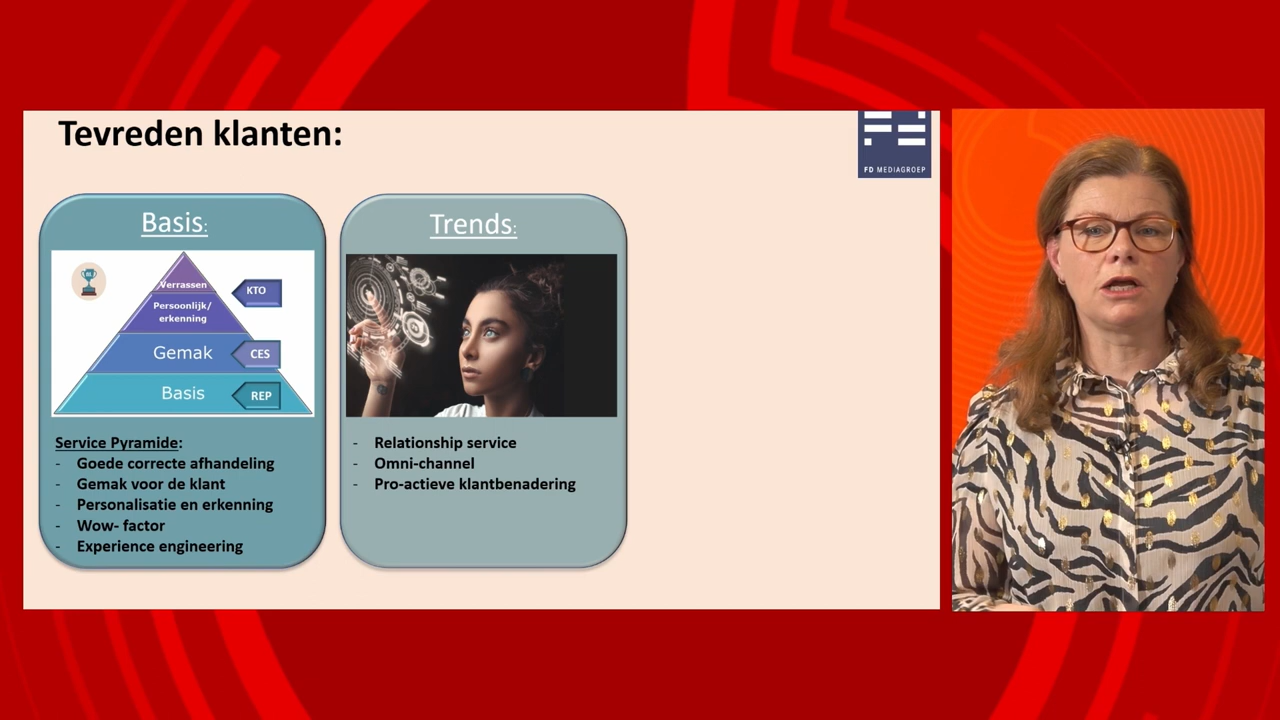 Tevreden klanten:
FD MEDIAGROEP
Basis:
Verrassen
Persoonlijk/
erkenning
Gemak
Basis
KTO
CES
REP
Service Pyramide:
- Goede correcte afhandeling
- Gemak voor de klant
- Personalisatie en erkenning
- Wow- factor
- Experience engineering
Trends:
- Relationship service
- Omni-channel
- Pro-actieve klantbenadering